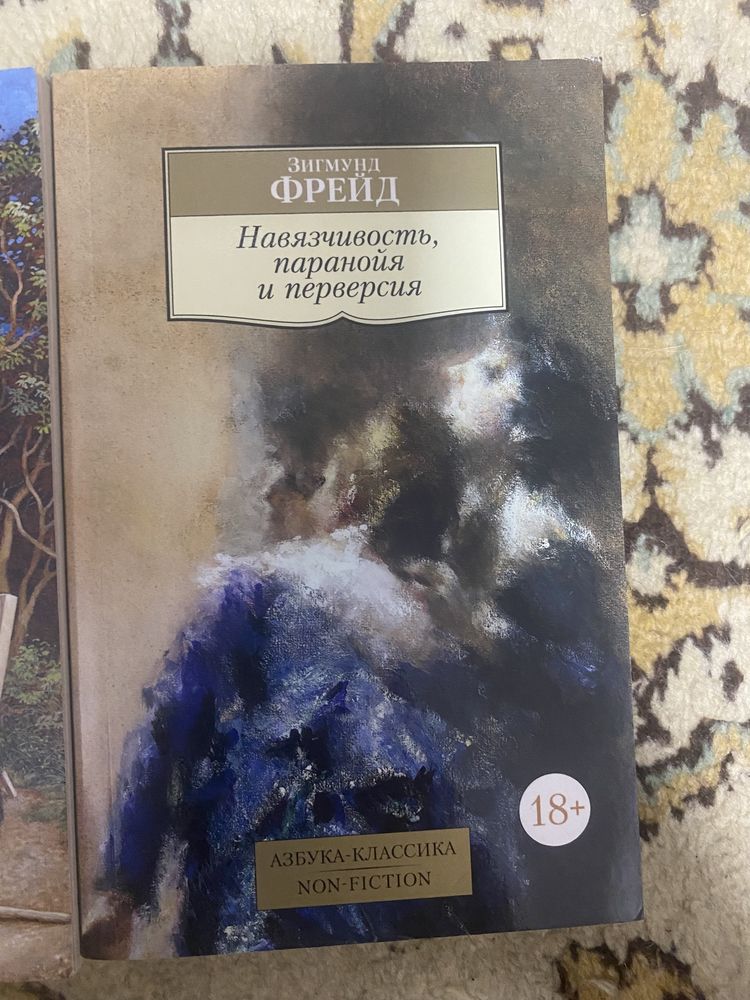 ЗИГМУНД
ФРЕЙД
Навязчивость,
паранойя
и перверсия
18+
АЗБУКА-КЛАССИКА
NON-FICTION